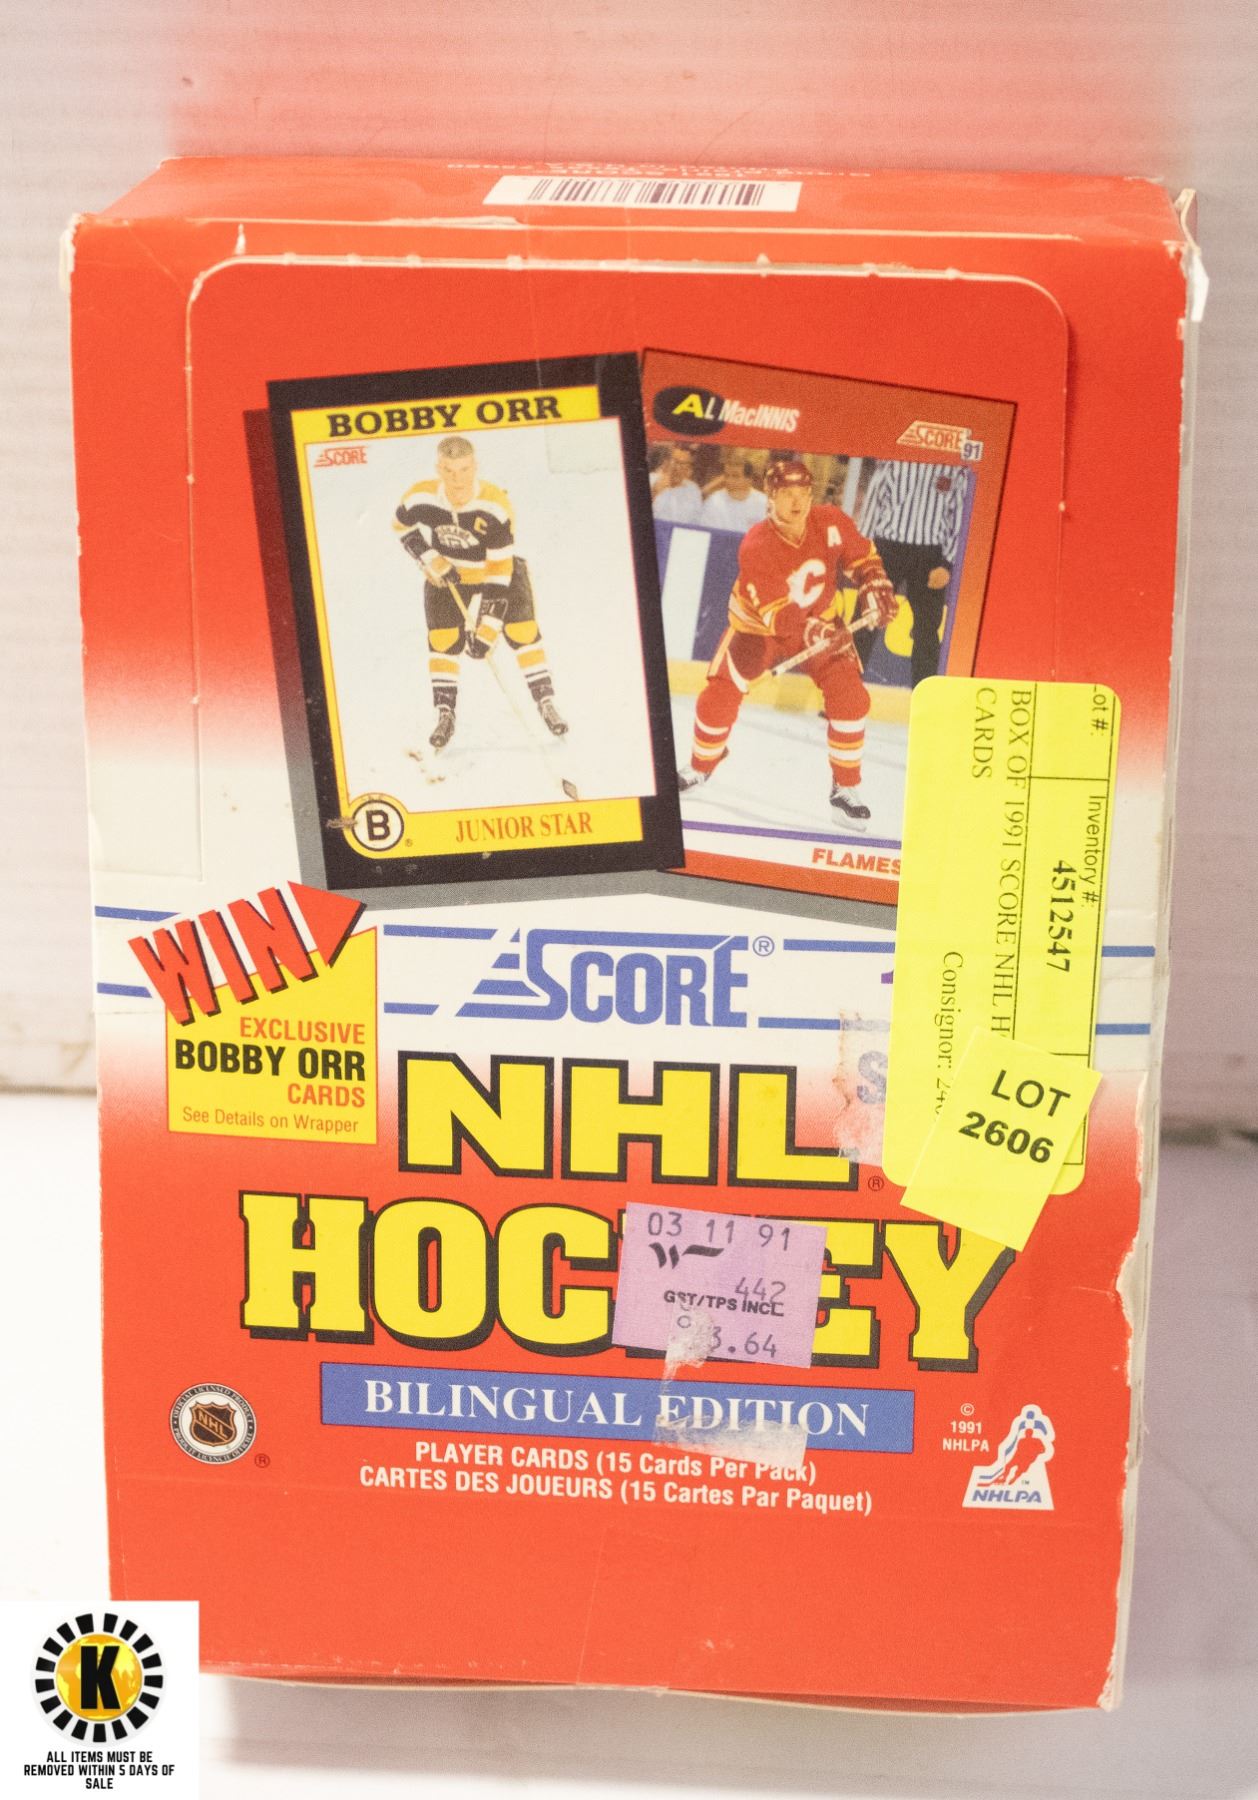 BOBBY ORR
SCORE
JUNIOR STAR
B
AL MacINNIS
SCORE 91
A
C
FLAMES
Lot #:
Inventory #:
4512547
BOX OF 1991 SCORE NHL H
CARDS
Consignor:
LOT
2606
WIN
EXCLUSIVE
BOBBY ORR
CARDS
See Details on Wrapper
SCORE®
NHL®
HOCKEY
03 11 91
442
GST/TPS INCL
3.64
BILINGUAL EDITION
PLAYER CARDS (15 Cards Per Pack)
CARTES DES JOUEURS (15 Cartes Par Paquet)
NHL
®
©
1991
NHLPA
NHLPA
K
ALL ITEMS MUST BE
REMOVED WITHIN 5 DAYS OF
SALE